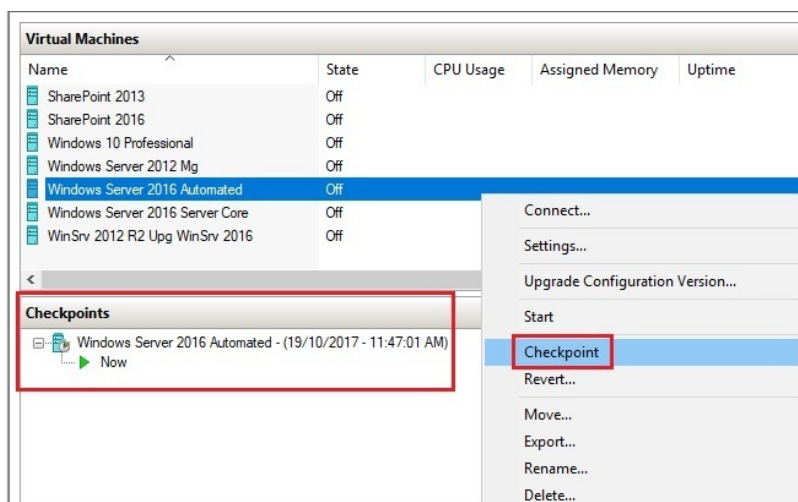 Virtual Machines
Name State CPU Usage Assigned Memory Uptime
SharePoint 2013 Off
SharePoint 2016 Off
Windows 10 Professional Off
Windows Server 2012 Mg Off
Windows Server 2016 Automated Off
Windows Server 2016 Server Core Off
WinSrv 2012 R2 Upg WinSrv 2016 Off
Checkpoints
Windows Server 2016 Automated - (19/10/2017 - 11:47:01 AM)
Now
Connect...
Settings...
Upgrade Configuration Version...
Start
Checkpoint
Revert...
Move...
Export...
Rename...
Delete...